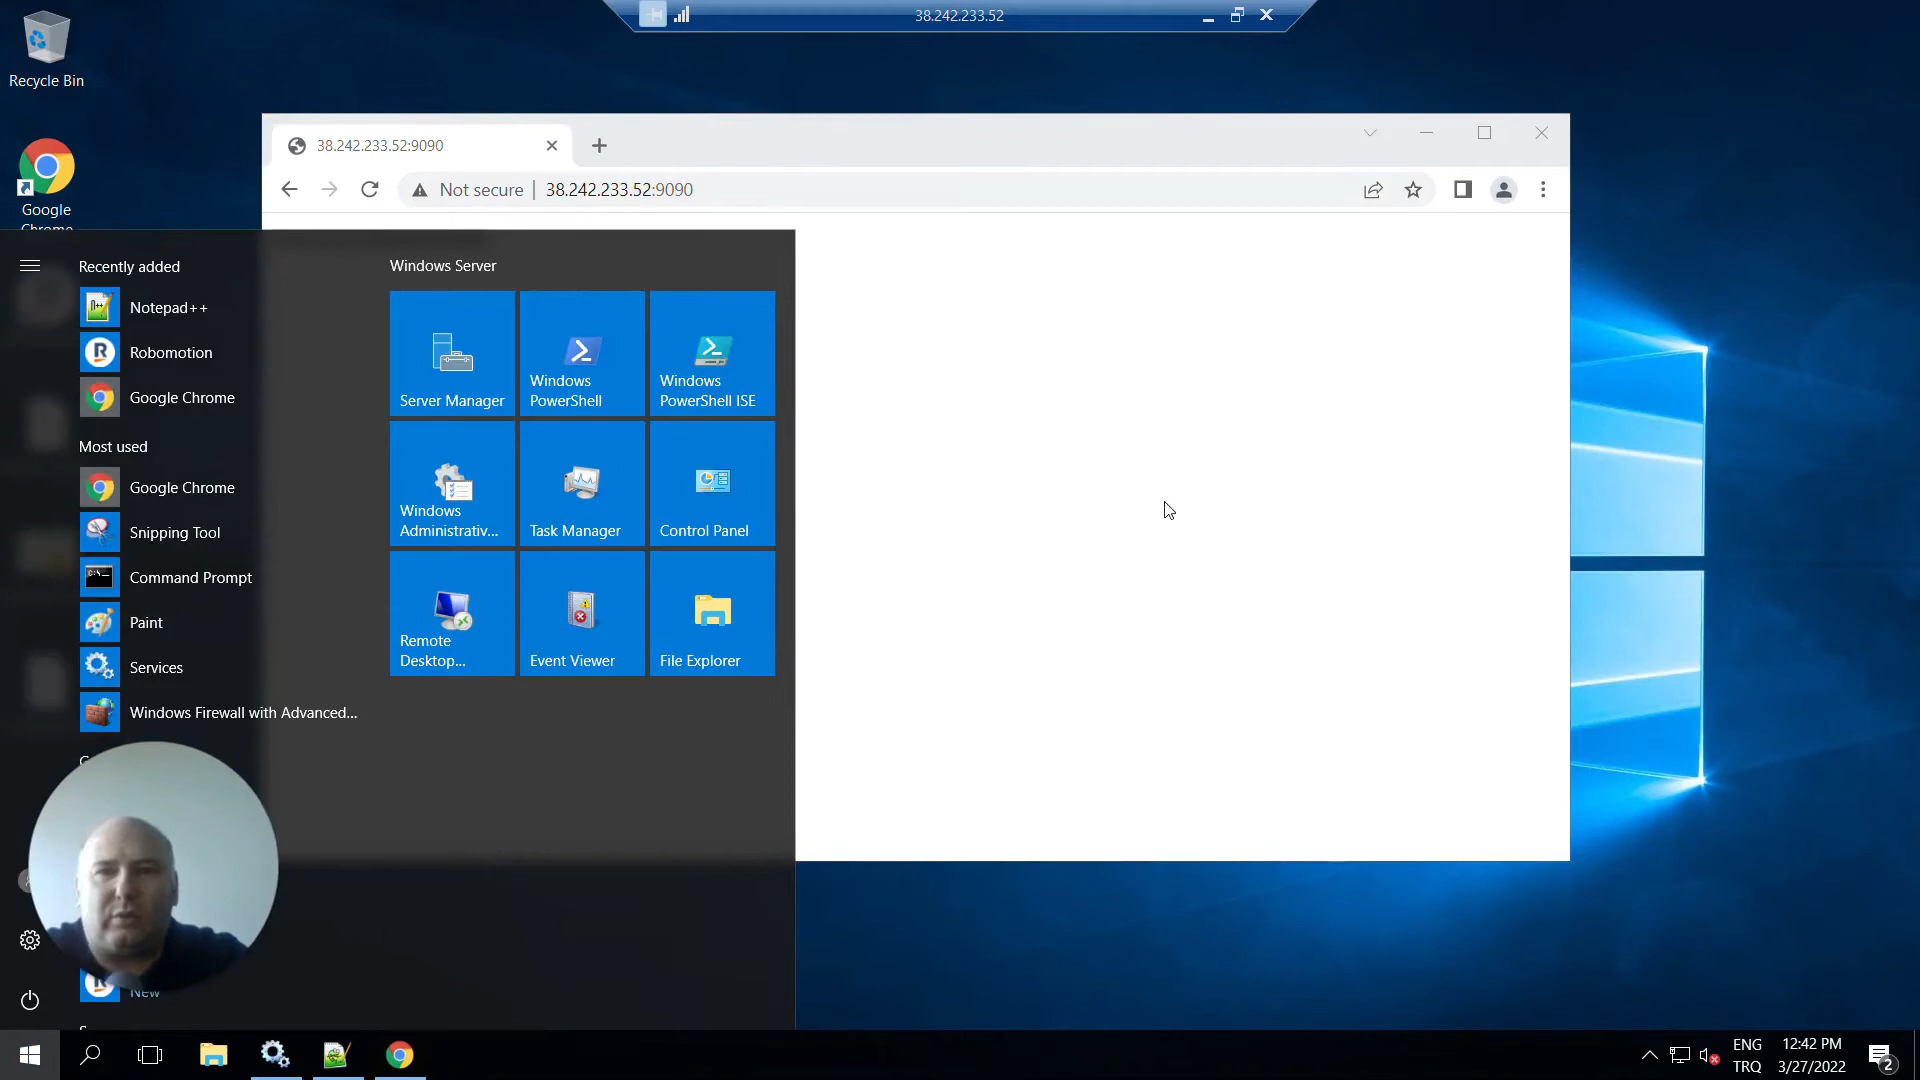 38.242.233.52
Recycle Bin
38.242.233.52:9090
Not secure
38.242.233.52:9090
Google
Chrome
Recently added
Notepad++
Robomotion
Google Chrome
Most used
Google Chrome
Snipping Tool
Command Prompt
Paint
Services
Windows Firewall with Advanced...
New
Windows Server
Server Manager
Windows
PowerShell
Windows
PowerShell ISE
Windows
Administrativ...
Task Manager
Control Panel
Remote
Desktop...
Event Viewer
File Explorer
ENG
TRQ
12:42 PM
3/27/2022
2